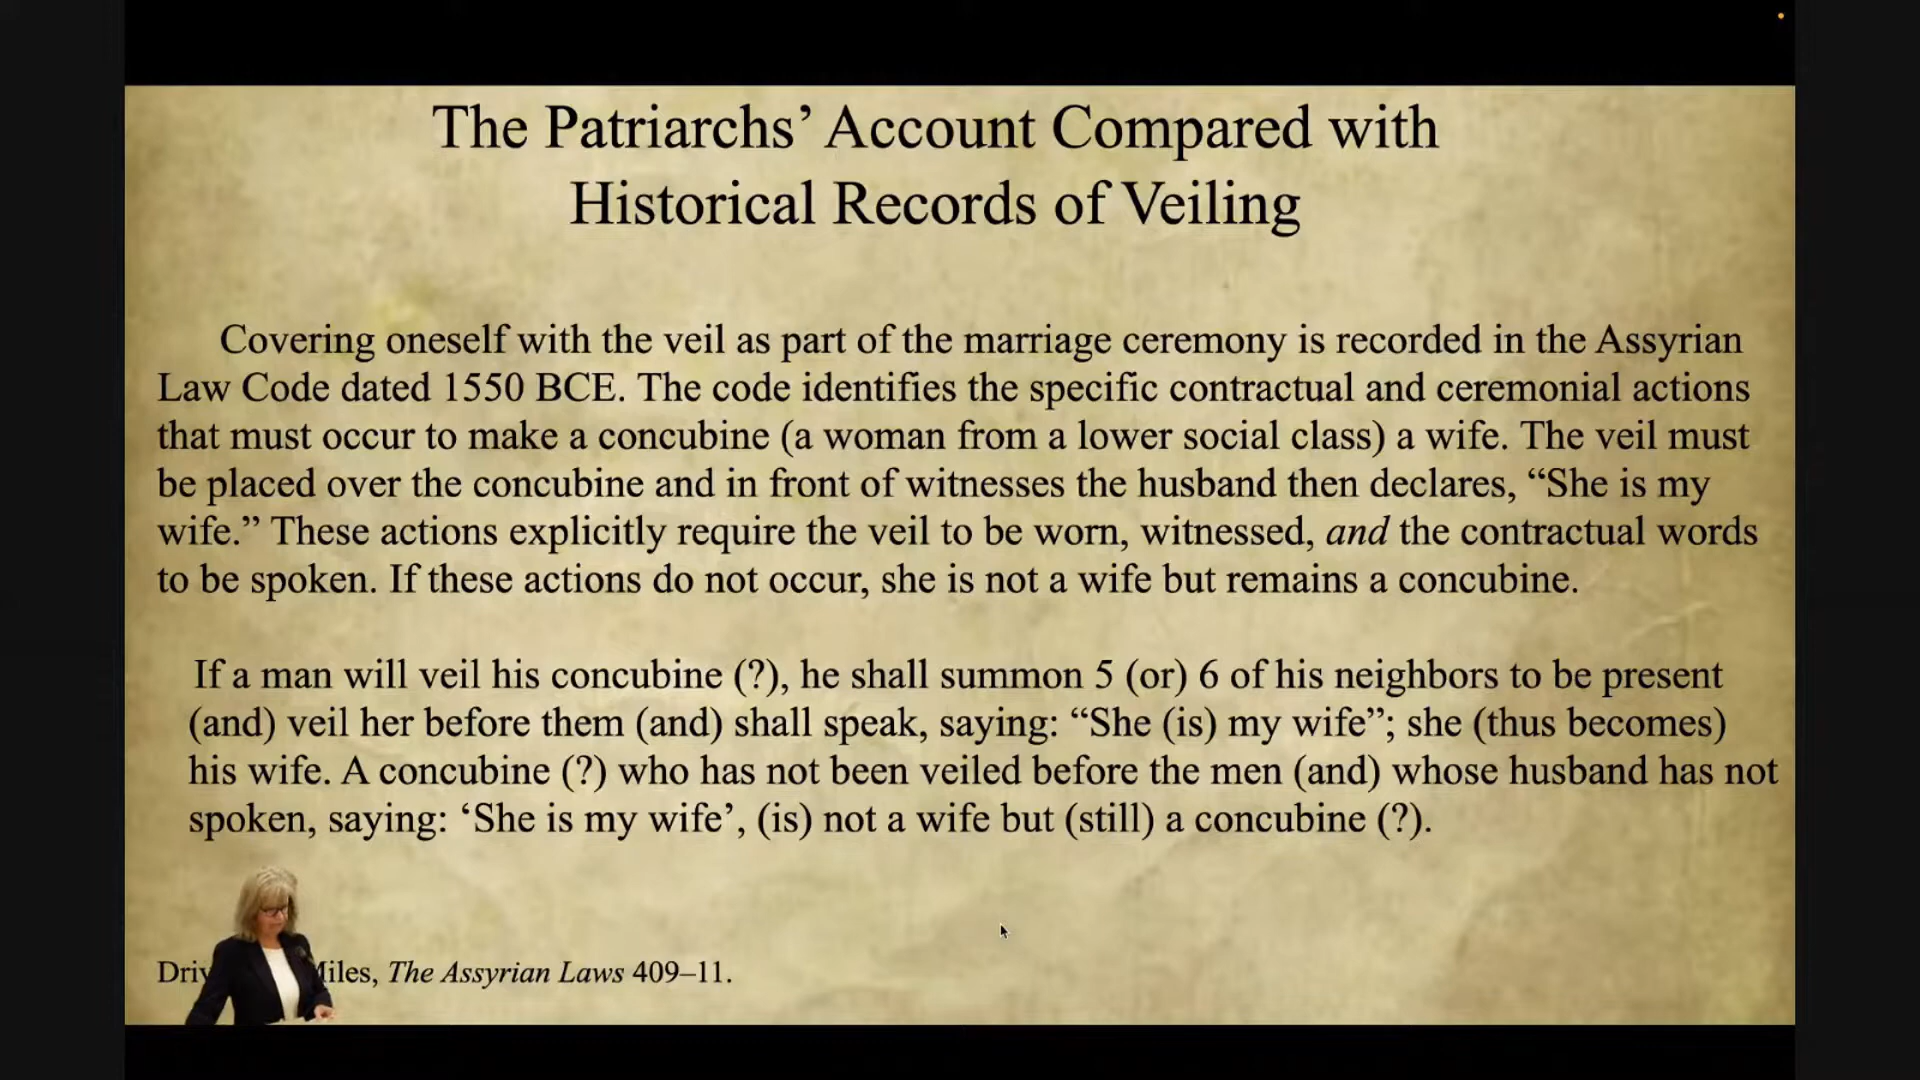 The Patriarchs’ Account Compared with
Historical Records of Veiling
Covering oneself with the veil as part of the marriage ceremony is recorded in the Assyrian
Law Code dated 1550 BCE. The code identifies the specific contractual and ceremonial actions
that must occur to make a concubine (a woman from a lower social class) a wife. The veil must
be placed over the concubine and in front of witnesses the husband then declares, “She is my
wife.” These actions explicitly require the veil to be worn, witnessed, and the contractual words
to be spoken. If these actions do not occur, she is not a wife but remains a concubine.
If a man will veil his concubine (?), he shall summon 5 (or) 6 of his neighbors to be present
(and) veil her before them (and) shall speak, saying: “She (is) my wife”; she (thus becomes)
his wife. A concubine (?) who has not been veiled before the men (and) whose husband has not
spoken, saying: ‘She is my wife’, (is) not a wife but (still) a concubine (?).
The Assyrian Laws 409–11.